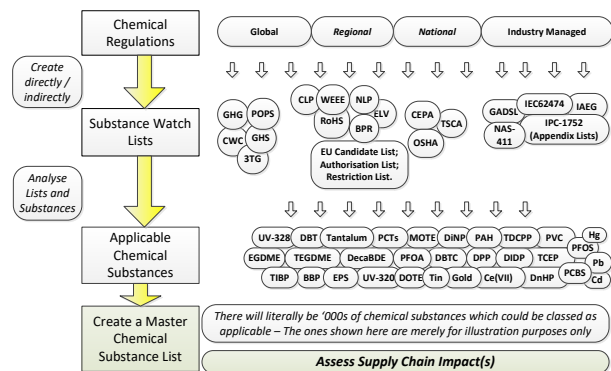 Chemical
Regulations
Global
Regional
National
Industry Managed
Create
directly /
indirectly
Substance Watch
Lists
GHG
POPS
CWC
GHS
3TG
CLP
WEEE
NLP
RoHS
ELV
BPR
EU Candidate List;
Authorisation List;
Restriction List.
CEPA
TSCA
OSHA
GADSL
IEC62474
IAEG
NAS-
411
IPC-1752
(Appendix Lists)
Analyse
Lists and
Substances
Applicable
Chemical
Substances
UV-328 DBT Tantalum PCTs MOTE DiNP PAH TDCPP PVC Hg
EGDME TEGDME DecaBDE PFOA DBTC DPP DIDP TCEP PFOS Pb
TIBP BBP EPS UV-320 DOTE Tin Gold Ce(VII) DnHP PCBS Cd
Create a Master
Chemical
Substance List
There will literally be ‘000s of chemical substances which could be classed as
applicable – The ones shown here are merely for illustration purposes only
Assess Supply Chain Impact(s)